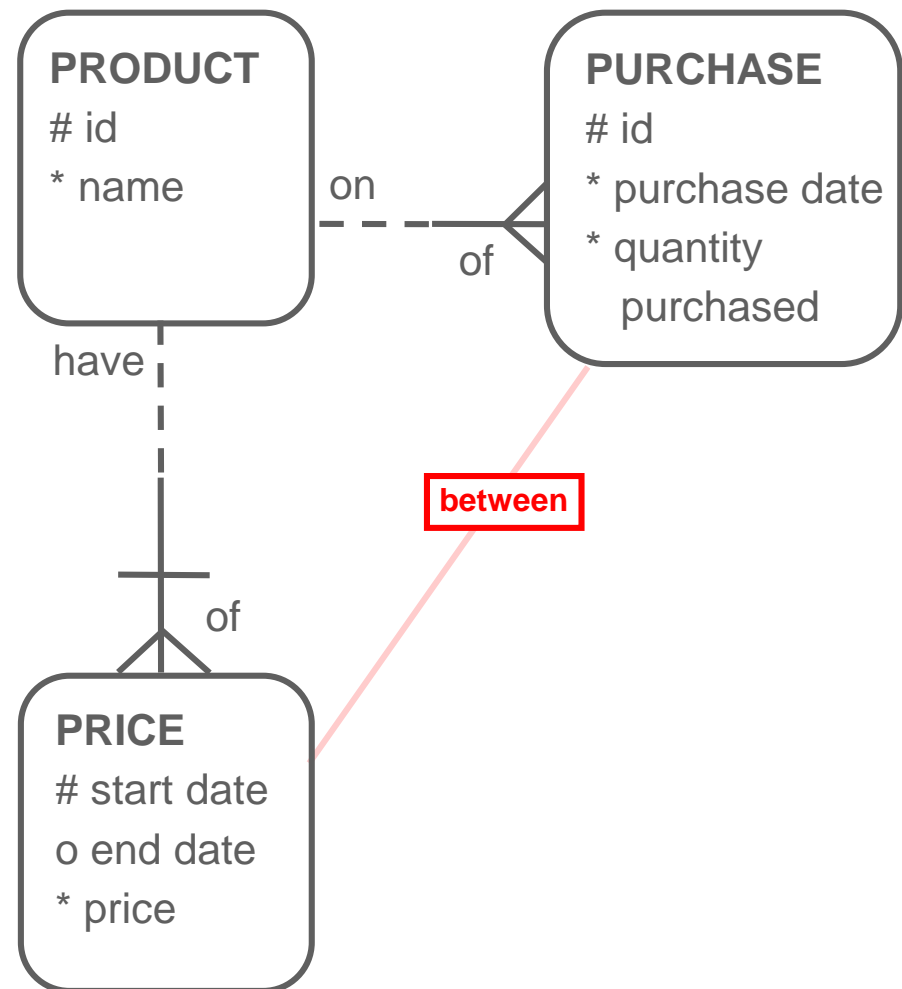 PRODUCT
# id
* name
on
of
PURCHASE
# id
* purchase date
* quantity
purchased
have
between
of
PRICE
# start date
o end date
* price